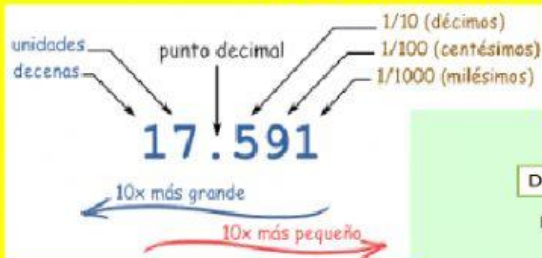 unidades
decenas
punto decimal
1/10 (décimos)
1/100 (centésimos)
1/1000 (milésimos)
17.591
10x más grande
10x más pequeño
D